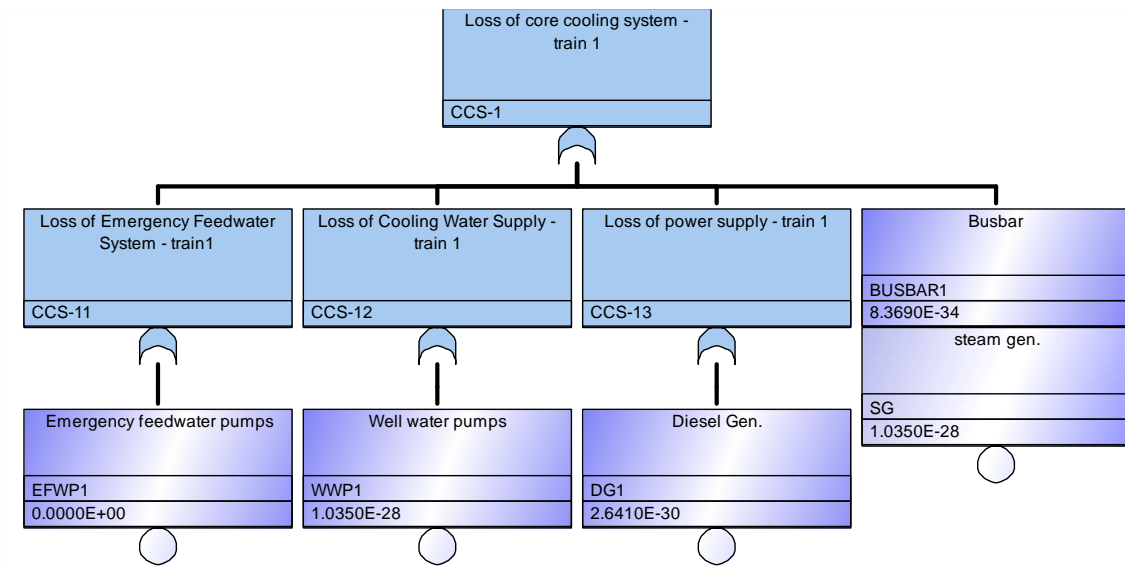 Loss of core cooling system -
train 1
CCS-1
Loss of Emergency Feedwater
System - train1
CCS-11
Loss of Cooling Water Supply -
train 1
CCS-12
Loss of power supply - train 1
CCS-13
Busbar
BUSBAR1
8.3690E-34
steam gen.
SG
1.0350E-28
Emergency feedwater pumps
EFWP1
0.0000E+00
Well water pumps
WWP1
1.0350E-28
Diesel Gen.
DG1
2.6410E-30